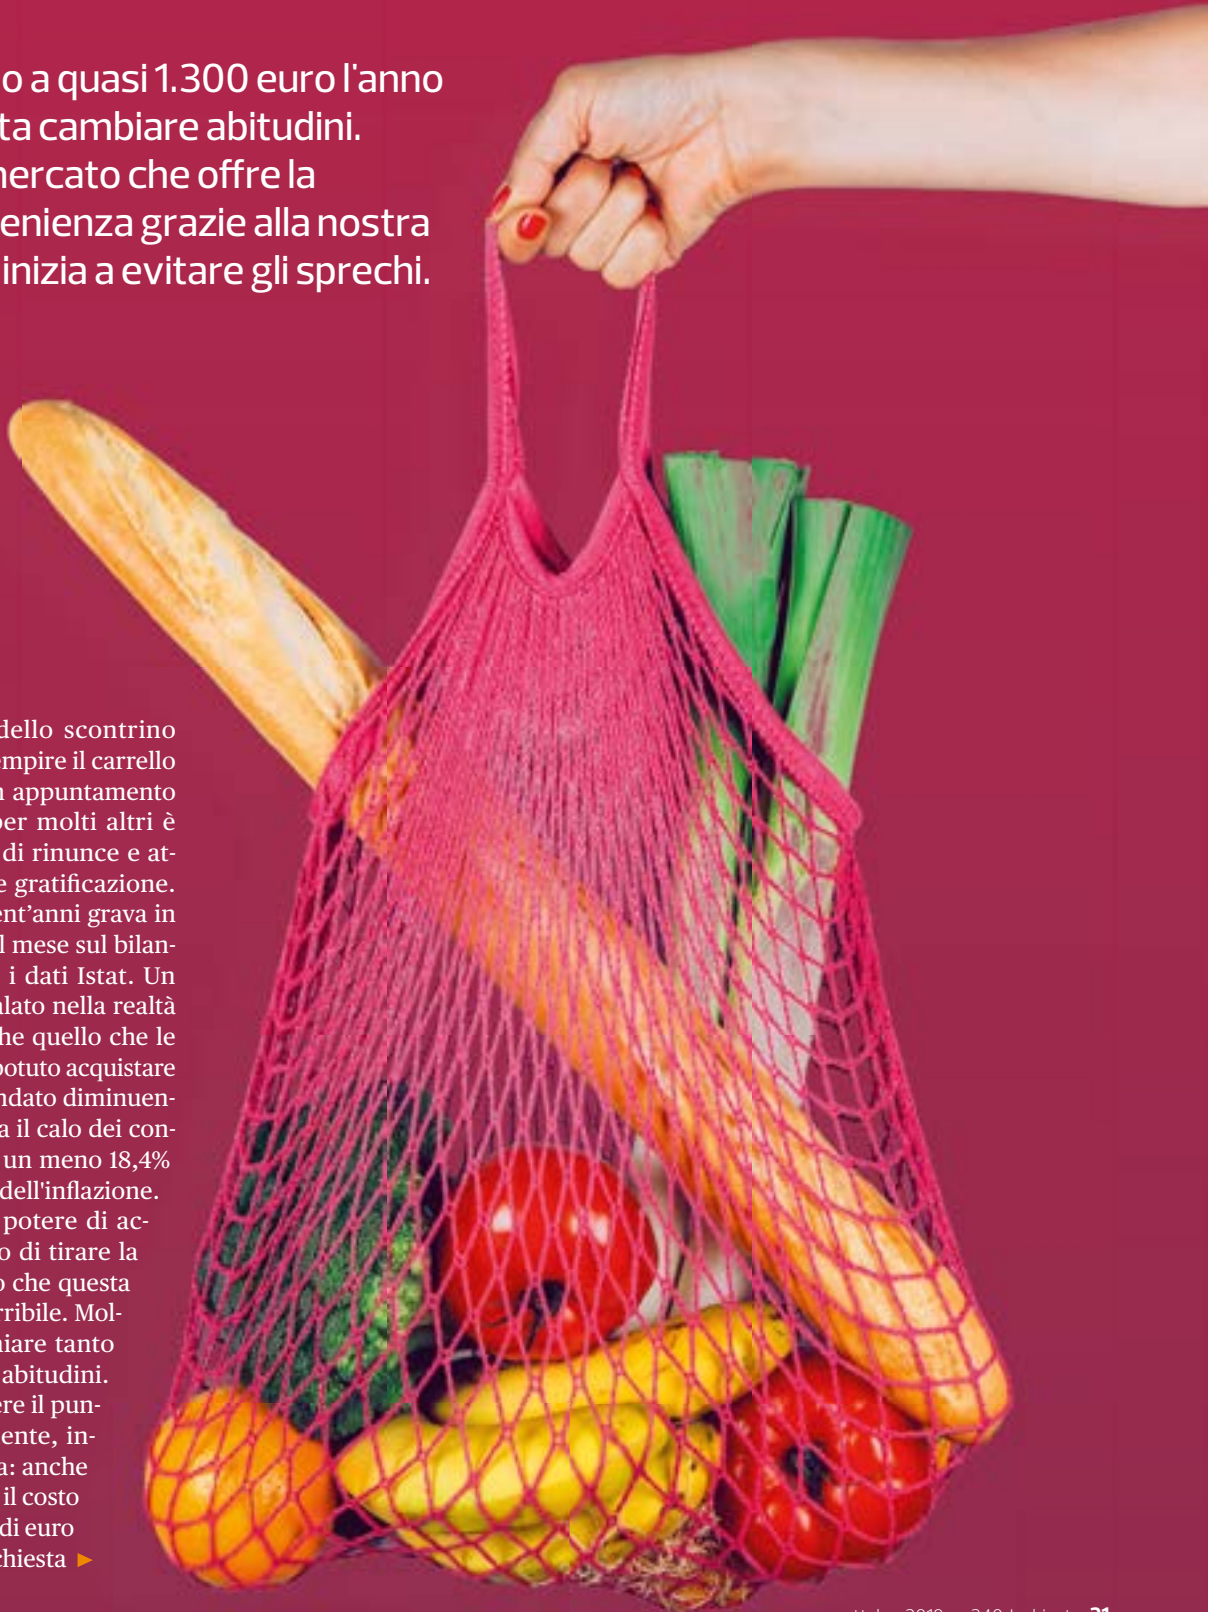 o a quasi 1.300 euro l'anno
ta cambiare abitudini.
mercato che offre la
enienza grazie alla nostra
inizia a evitare gli sprechi.
dello scontrino
empire il carrello
n appuntamento
per molti altri è
di rinunce e at-
e gratificazione.
ent’anni grava in
l mese sul bilan-
i dati Istat. Un
alato nella realtà
he quello che le
potuto acquistare
ndato diminuen-
a il calo dei con-
un meno 18,4%
dell'inflazione.
potere di ac-
o di tirare la
o che questa
rribile. Mol-
iare tanto
abitudini.
ere il pun-
ente, in-
a: anche
il costo
di euro
chiesta ►